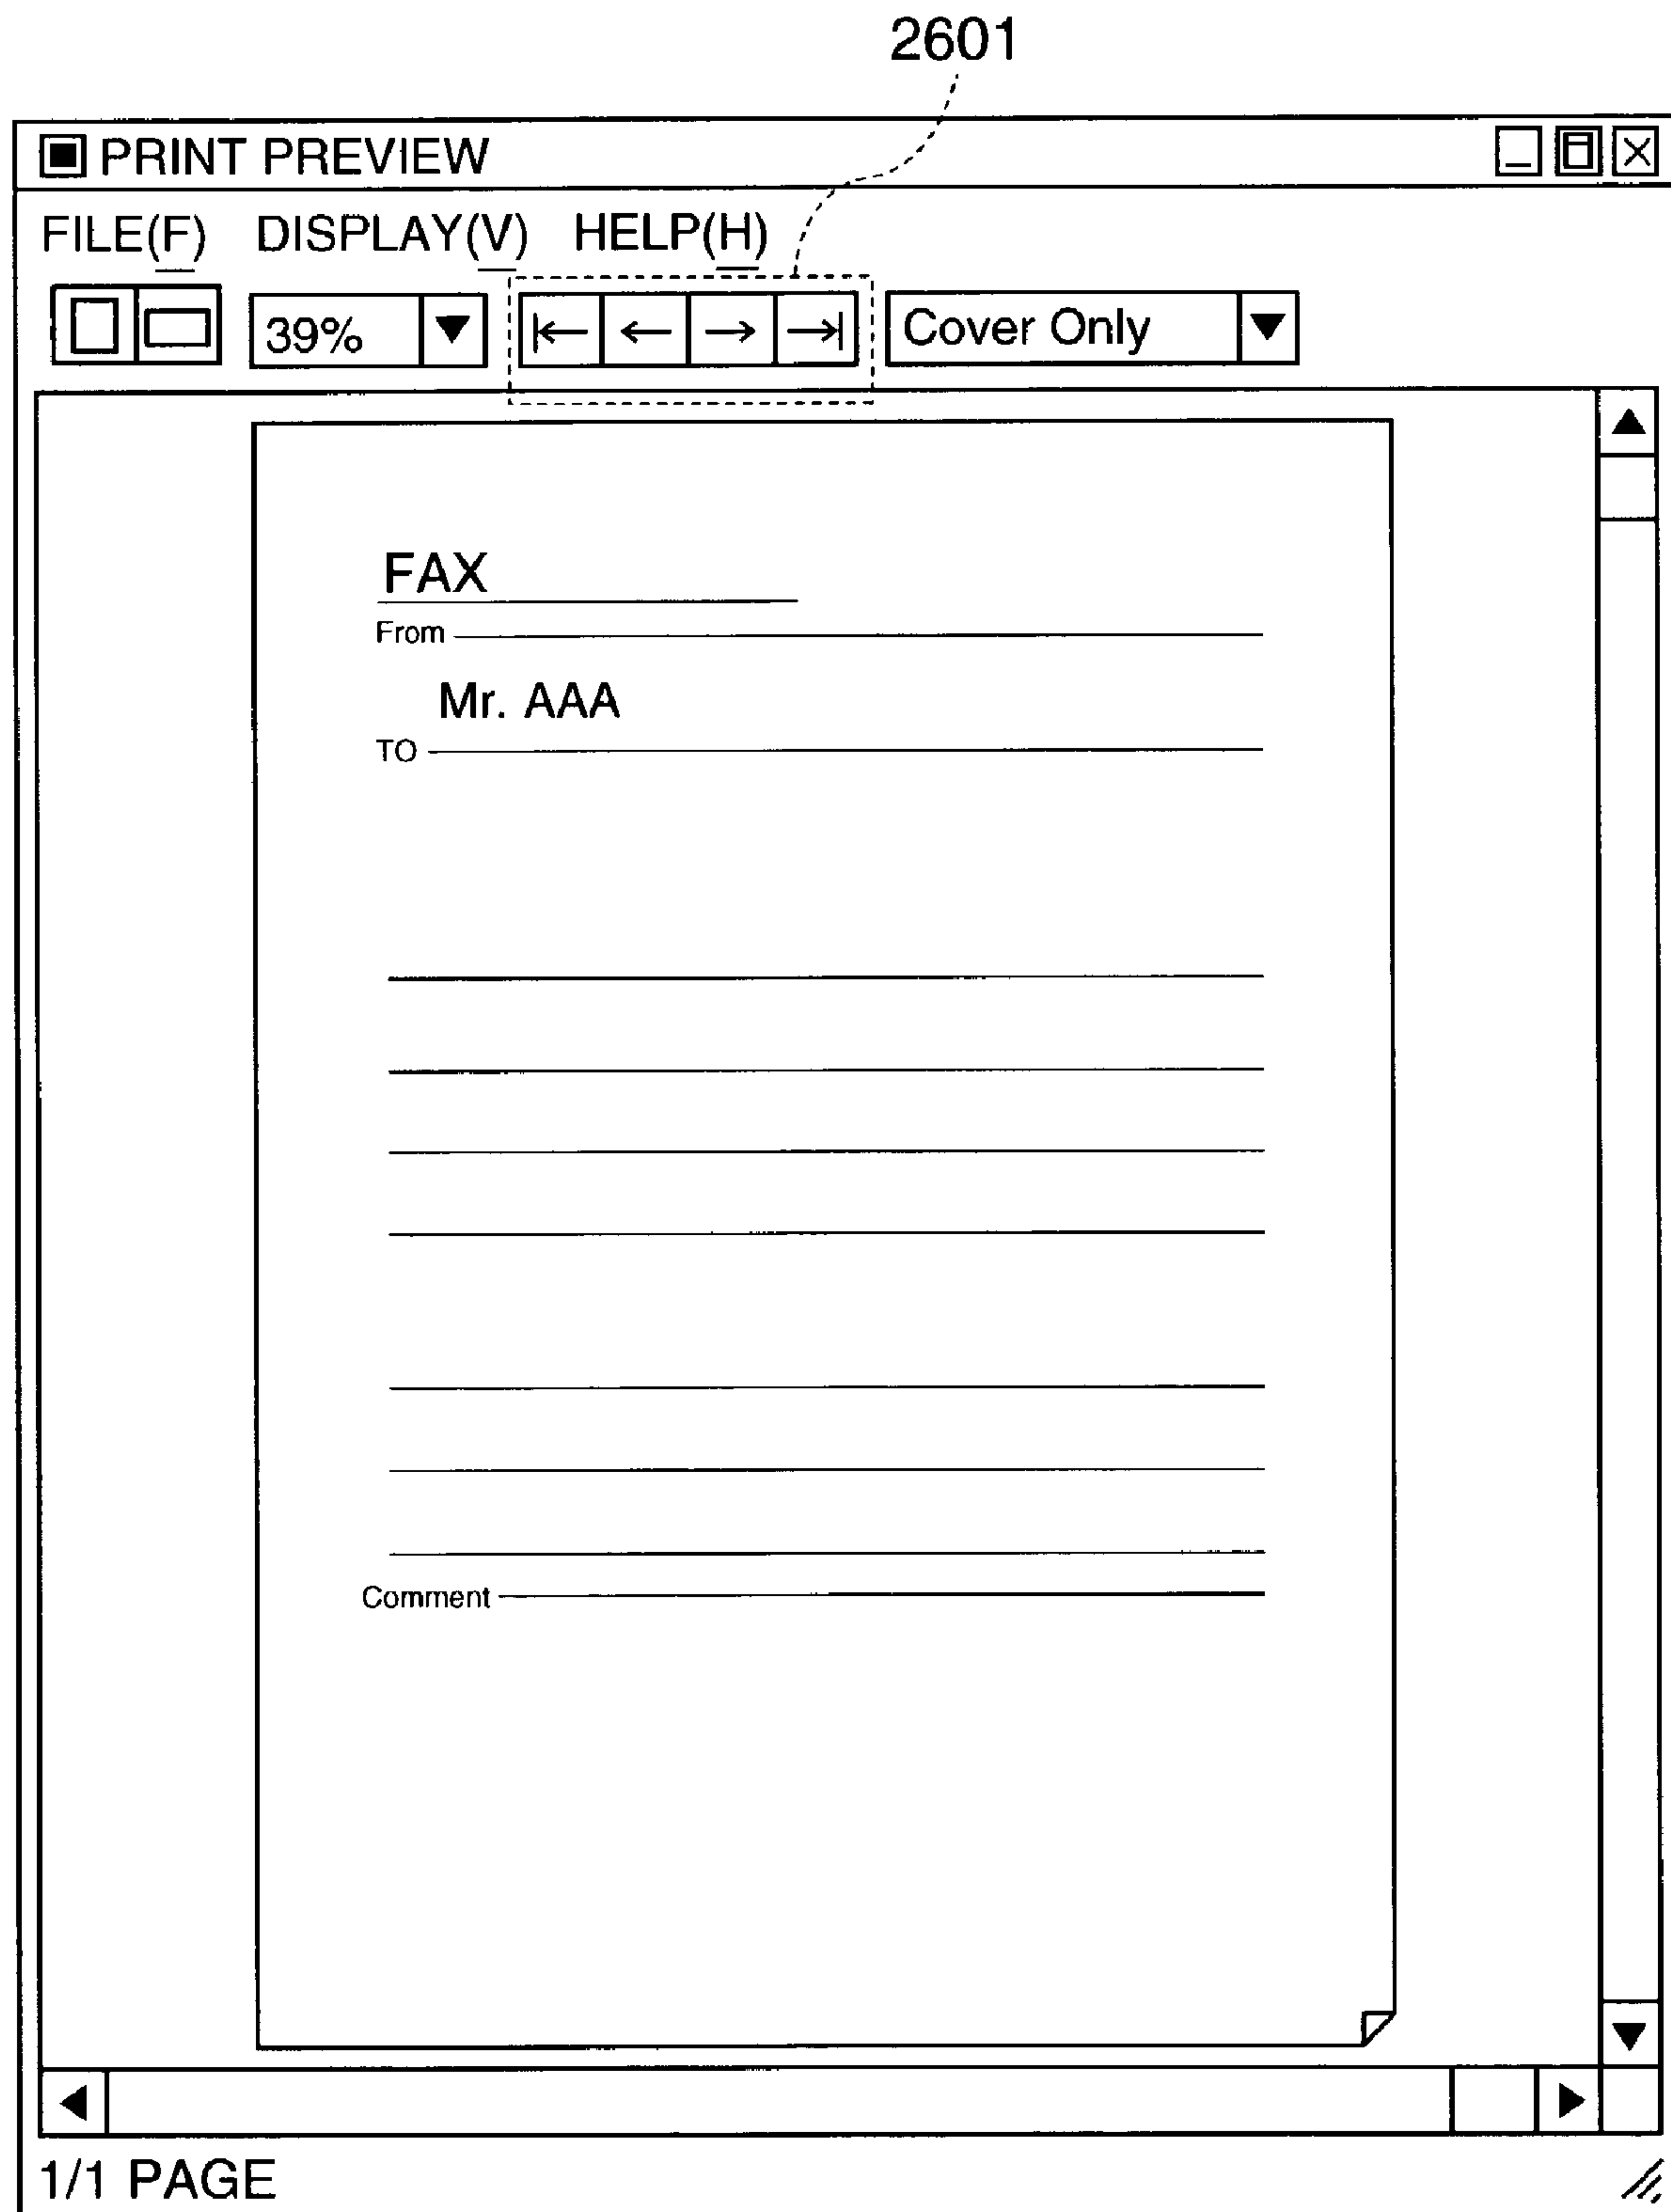 2601
PRINT PREVIEW
FILE(F) DISPLAY(V) HELP(H)
39% Cover Only
FAX
From
Mr. AAA
TO
Comment
1/1 PAGE